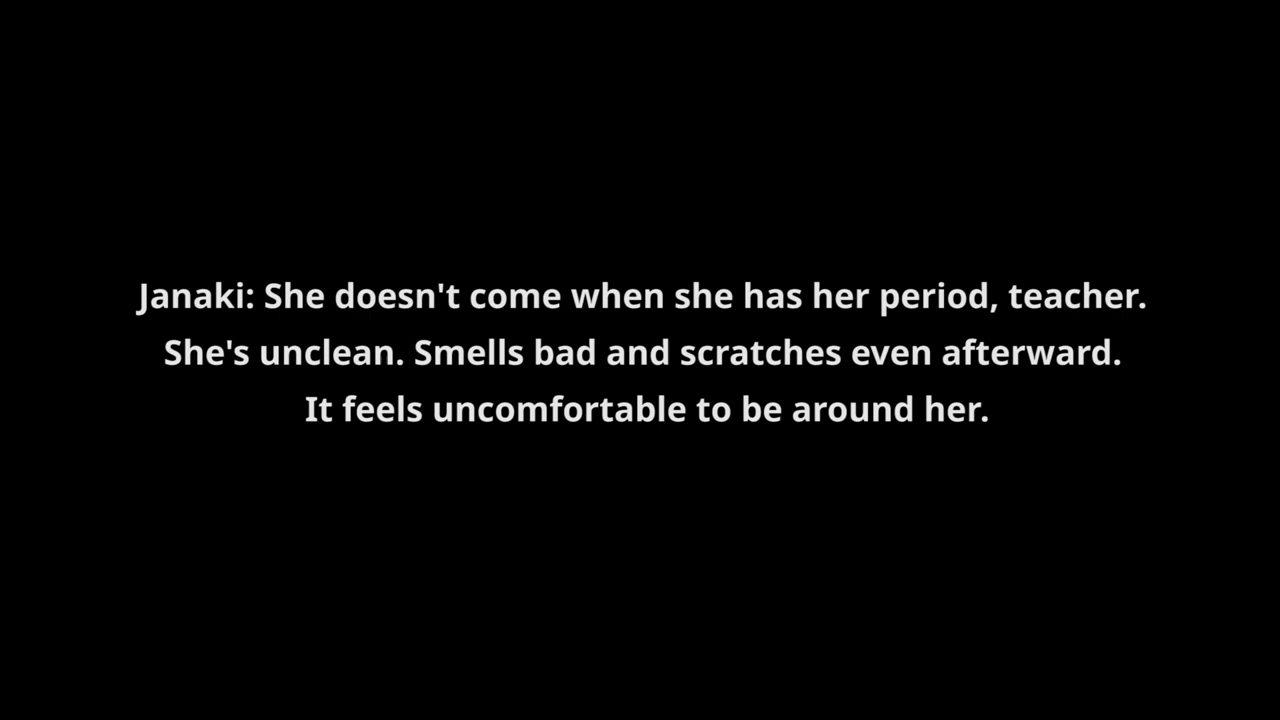 Janaki: She doesn't come when she has her period, teacher.
She's unclean. Smells bad and scratches even afterward.
It feels uncomfortable to be around her.